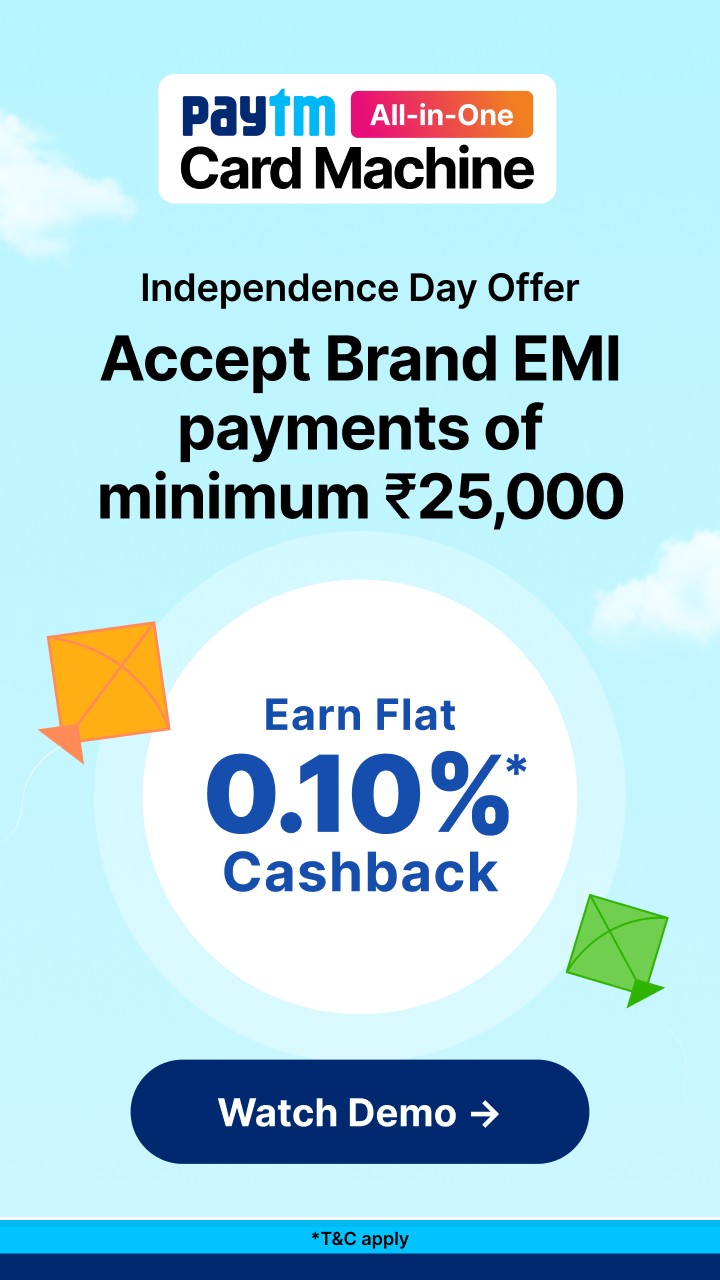 paytm All-in-One
Card Machine
Independence Day Offer
Accept Brand EMI
payments of
minimum ₹25,000
Earn Flat
0.10%*
Cashback
Watch Demo →
*T&C apply